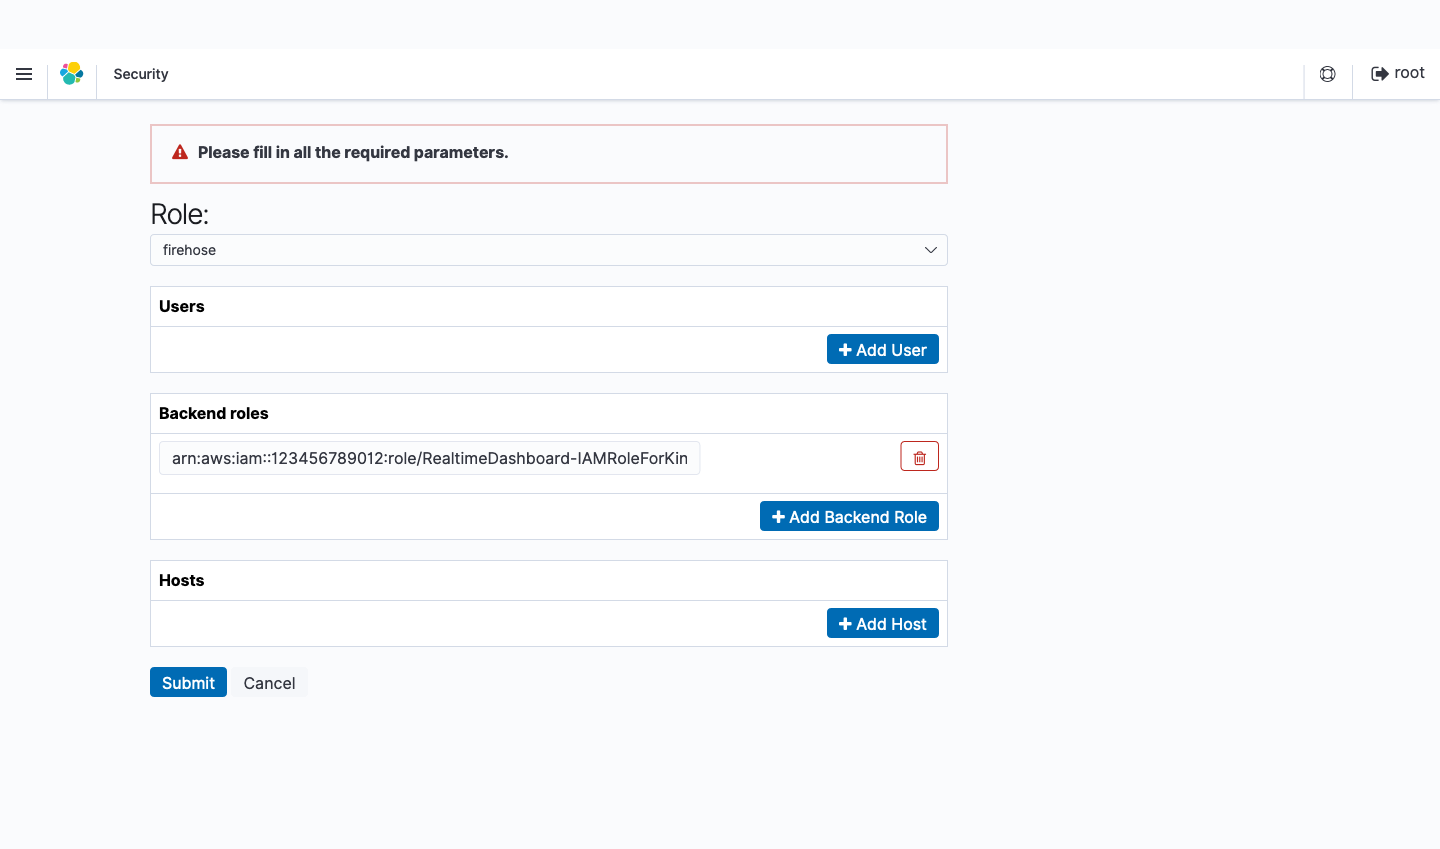 Security
root
Please fill in all the required parameters.
Role:
firehose
Users
Add User
Backend roles
arn:aws:iam::123456789012:role/RealtimeDashboard-IAMRoleForKin
Add Backend Role
Hosts
Add Host
Submit Cancel